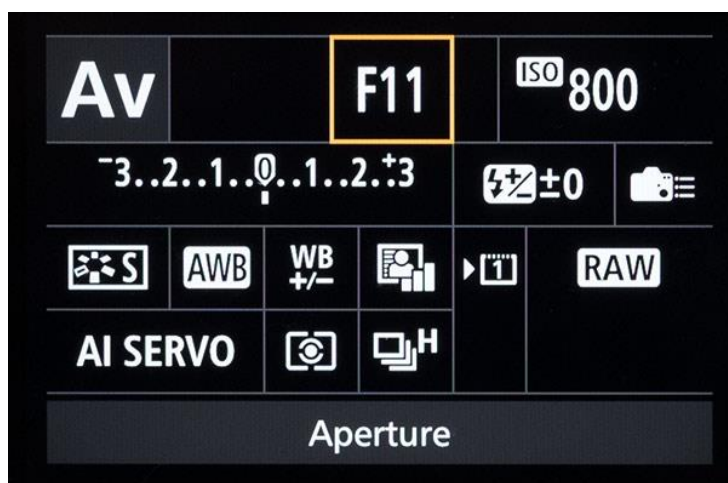 Av F11 ISO 800
-3..2..1..0..1..2..+3 ±0
S AWB WB +/- 1 RAW
AI SERVO H
Aperture